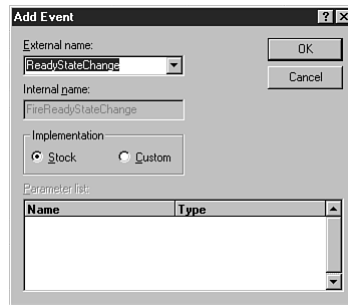 Add Event
External name:
OK
ReadyStateChange
Cancel
Internal name:
FireReadyStateChange
Implementation
Stock
Custom
Parameter list:
Name Type